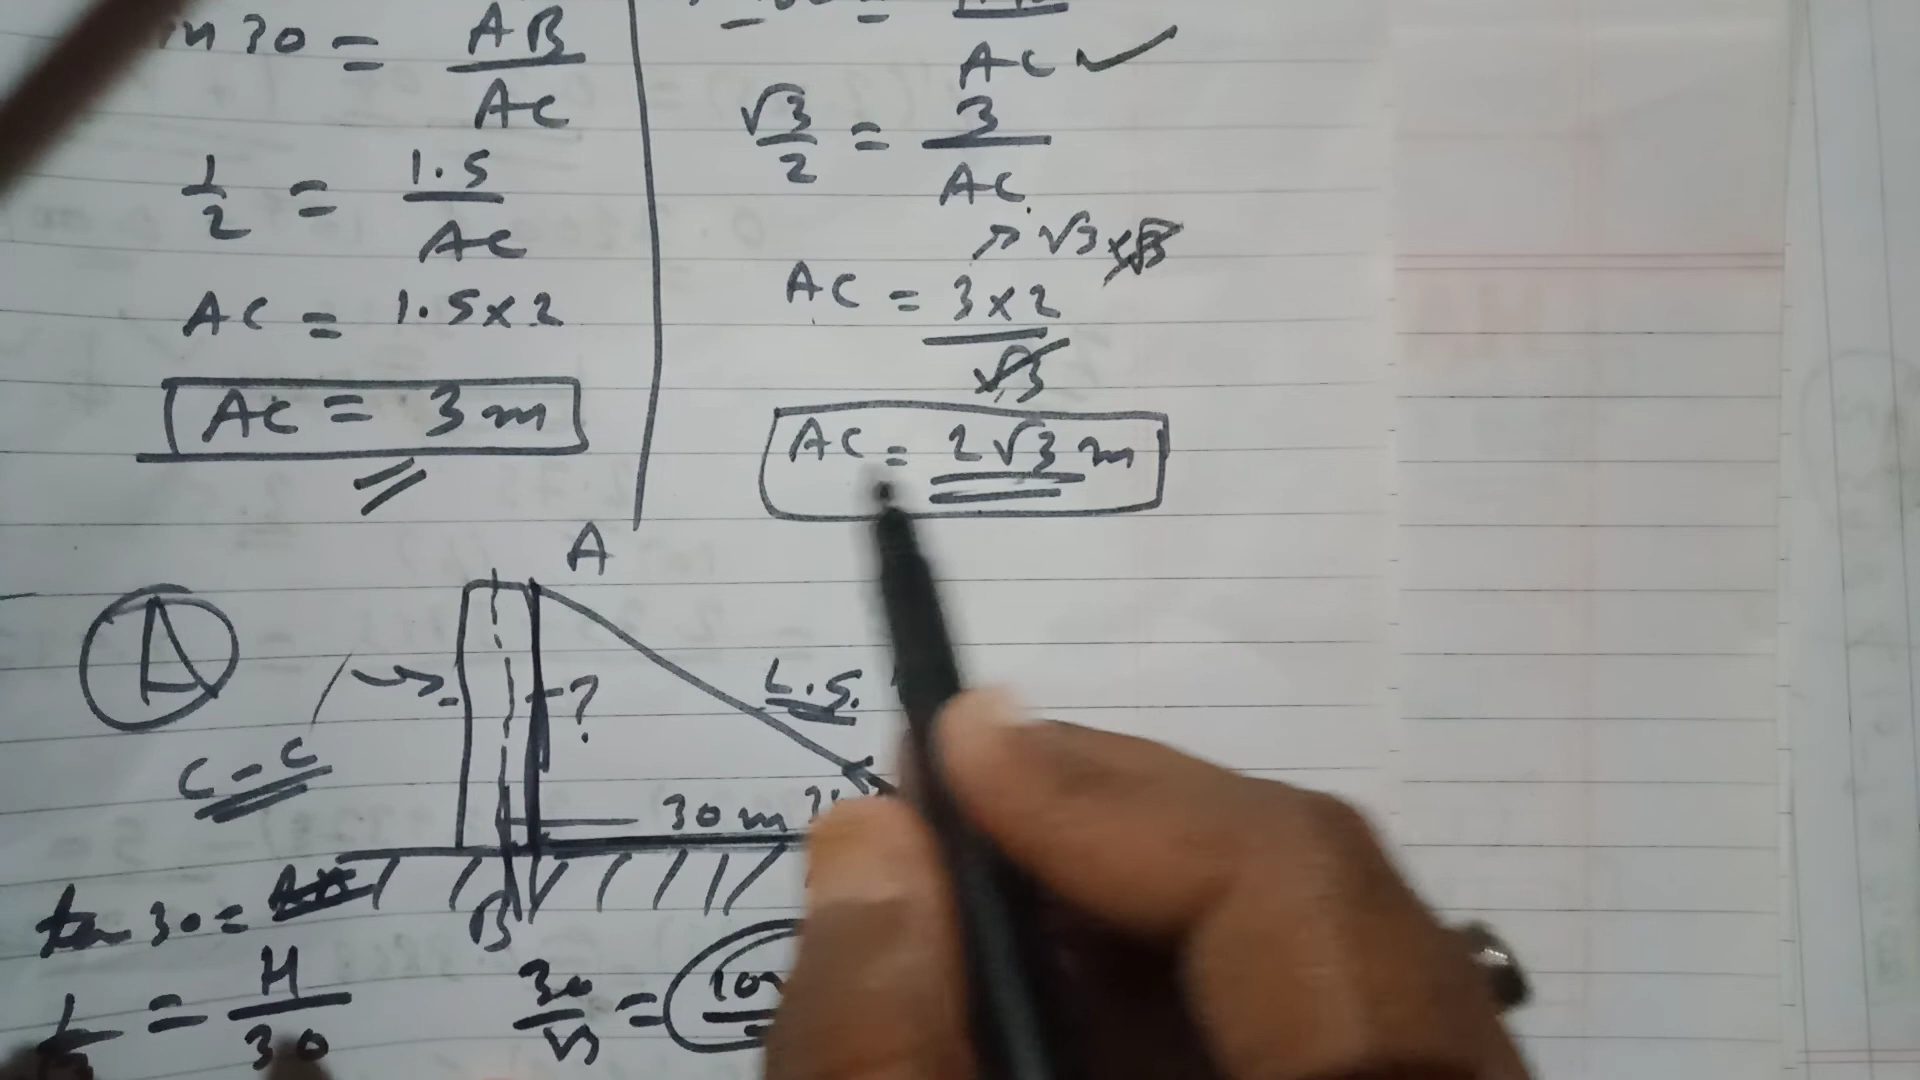 30 = AB
AC
1/2 = 1.5
AC
AC = 1.5 x 2
AC = 3 m
AC ✓
√3/2 = 3
AC
↗ √3 x √3
AC = 3 x 2
√3
AC = 2√3 m
A
4
L.S.
?
C-C
30 m
tan 30 =
B
= H
30
30/√3 =